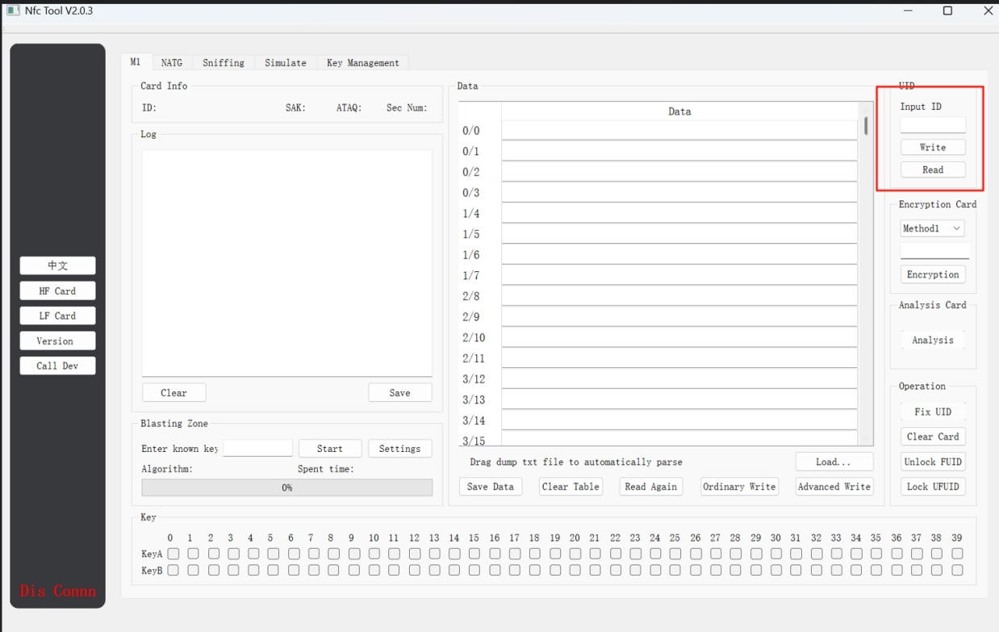 Nfc Tool V2.0.3
M1 NATG Sniffing Simulate Key Management
Card Info
ID: SAK: ATAQ: Sec Num:
Log
Clear Save
Blasting Zone
Enter known key Start Settings
Algorithm: Spent time:
0%
Data
Data
0/0
0/1
0/2
0/3
1/4
1/5
1/6
1/7
2/8
2/9
2/10
2/11
3/12
3/13
3/14
3/15
Drag dump txt file to automatically parse Load...
Save Data Clear Table Read Again Ordinary Write Advanced Write
UID
Input ID
Write
Read
Encryption Card
Method1
Encryption
Analysis Card
Analysis
Operation
Fix UID
Clear Card
Unlock FUID
Lock UFUID
中文
HF Card
LF Card
Version
Call Dev
Dis Connn
Key
0 1 2 3 4 5 6 7 8 9 10 11 12 13 14 15 16 17 18 19 20 21 22 23 24 25 26 27 28 29 30 31 32 33 34 35 36 37 38 39
KeyA
KeyB